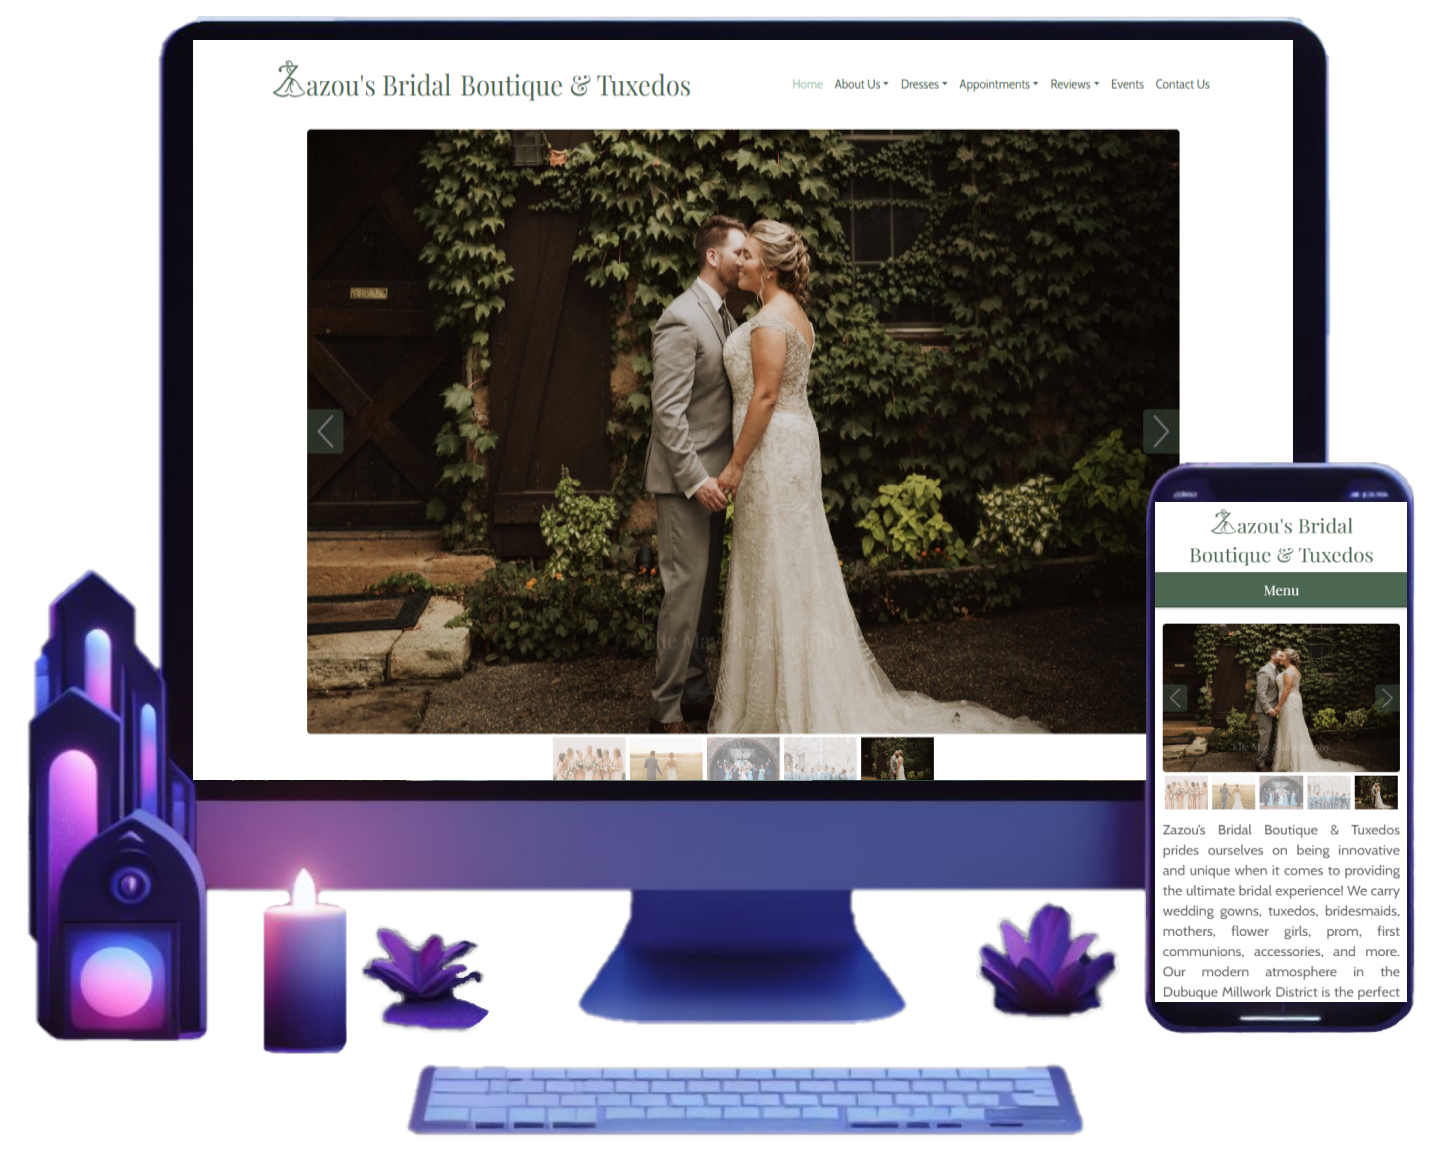 Zazou's Bridal Boutique & Tuxedos
Home About Us Dresses Appointments Reviews Events Contact Us
Zazou's Bridal
Boutique & Tuxedos
Menu
Zazou's Bridal Boutique & Tuxedos
prides ourselves on being innovative
and unique when it comes to providing
the ultimate bridal experience! We carry
wedding gowns, tuxedos, bridesmaids,
mothers, flower girls, prom, first
communions, accessories, and more.
Our modern atmosphere in the
Dubuque Millwork District is the perfect